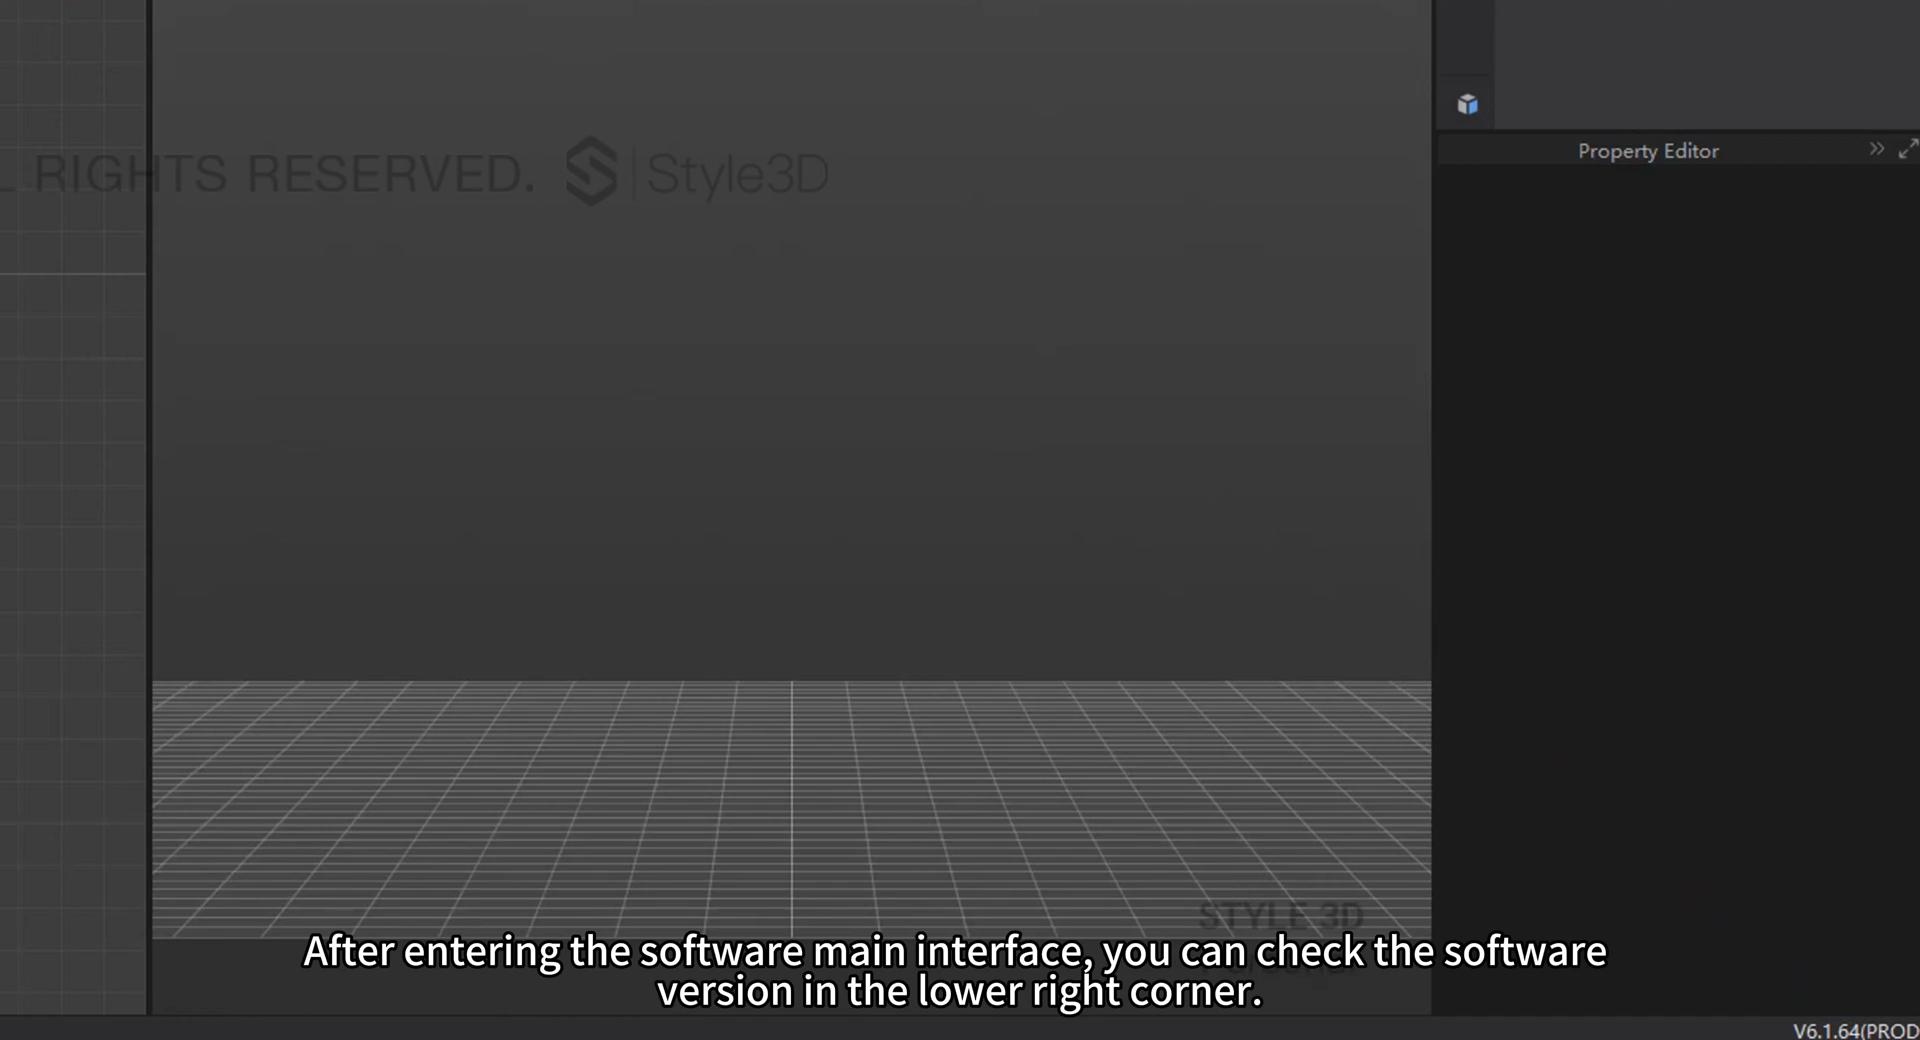 RIGHTS RESERVED. Style3D
Property Editor
STYLE 3D
After entering the software main interface, you can check the software
version in the lower right corner.
V6.1.64(PROD